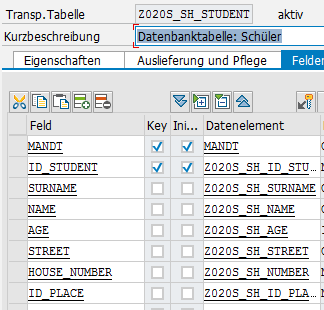 Transp.Tabelle Z020S_SH_STUDENT aktiv
Kurzbeschreibung Datenbanktabelle: Schüler
Eigenschaften Auslieferung und Pflege Felder
Feld Key Ini... Datenelement
MANDT MANDT
ID_STUDENT Z020S_SH_ID_STU...
SURNAME Z020S_SH_SURNAME
NAME Z020S_SH_NAME
AGE Z020S_SH_AGE
STREET Z020S_SH_STREET
HOUSE_NUMBER Z020S_SH_NUMBER
ID_PLACE Z020S_SH_ID_PLA...